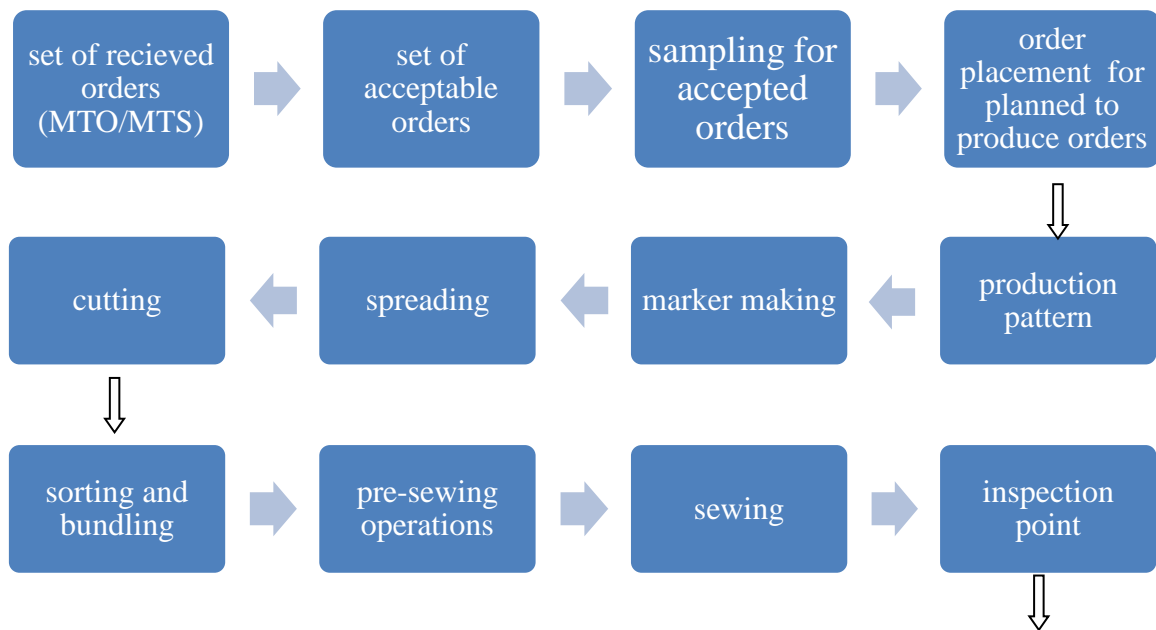 set of recieved
orders
(MTO/MTS)
set of
acceptable
orders
sampling for
accepted
orders
order
placement for
planned to
produce orders
production
pattern
marker making
spreading
cutting
sorting and
bundling
pre-sewing
operations
sewing
inspection
point